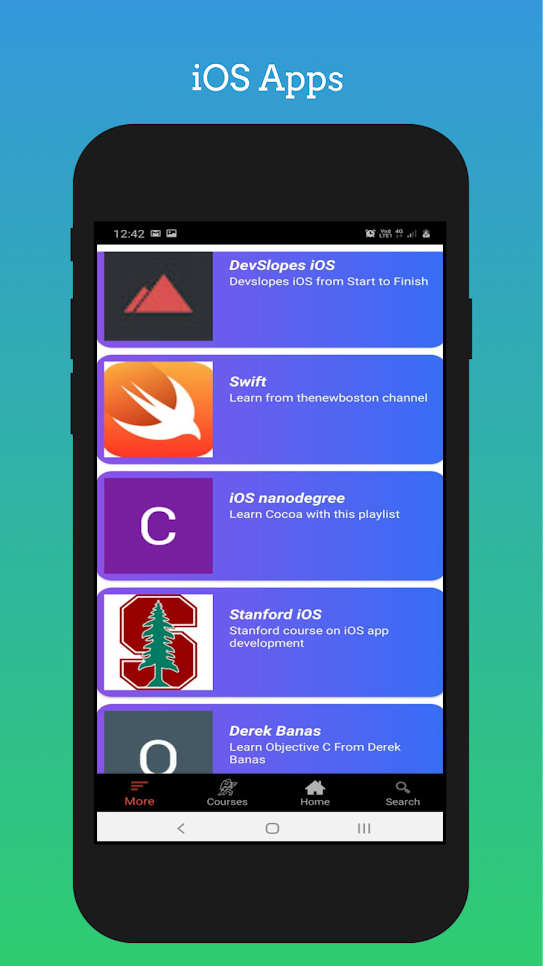 iOS Apps
12:42
4G
LTE1
DevSlopes iOS
Devslopes iOS from Start to Finish
Swift
Learn from thenewboston channel
C
iOS nanodegree
Learn Cocoa with this playlist
S
Stanford iOS
Stanford course on iOS app
development
O
Derek Banas
Learn Objective C From Derek
Banas
More
Courses
Home
Search